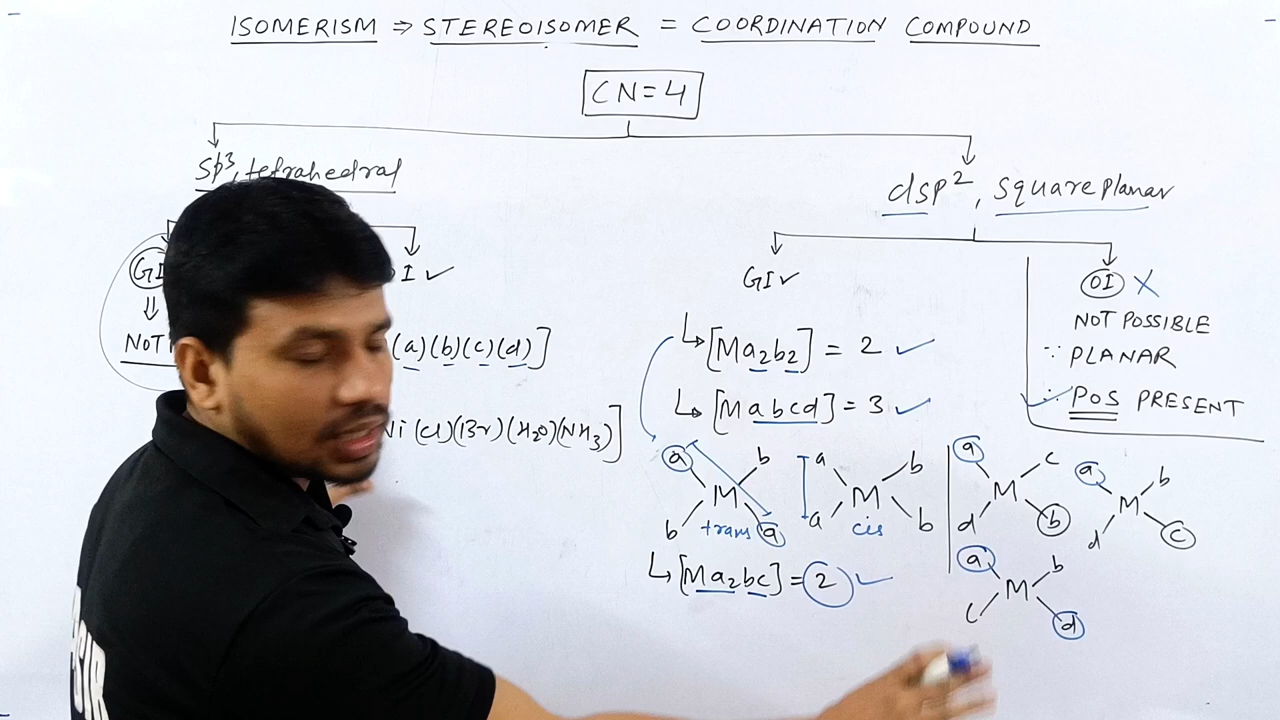 ISOMERISM ⇒ STEREOISOMER = COORDINATION COMPOUND
CN=4
Sp³, tetrahedral
GI
⇓
NOT
I ✓
(a)(b)(c)(d)]
Ni (Cl)(Br)(H₂O)(NH₃)]
dsp², square planar
GI✓
↳[Ma₂b₂] = 2 ✓
↳[Mabcd] = 3 ✓
a b
M
b trans a
a b
M
a cis b
↳[Ma₂bc] = 2 ✓
OI X
NOT POSSIBLE
∵ PLANAR
∵ POS PRESENT
a c
M
d b
a b
M
d c
a b
M
c d
SIR